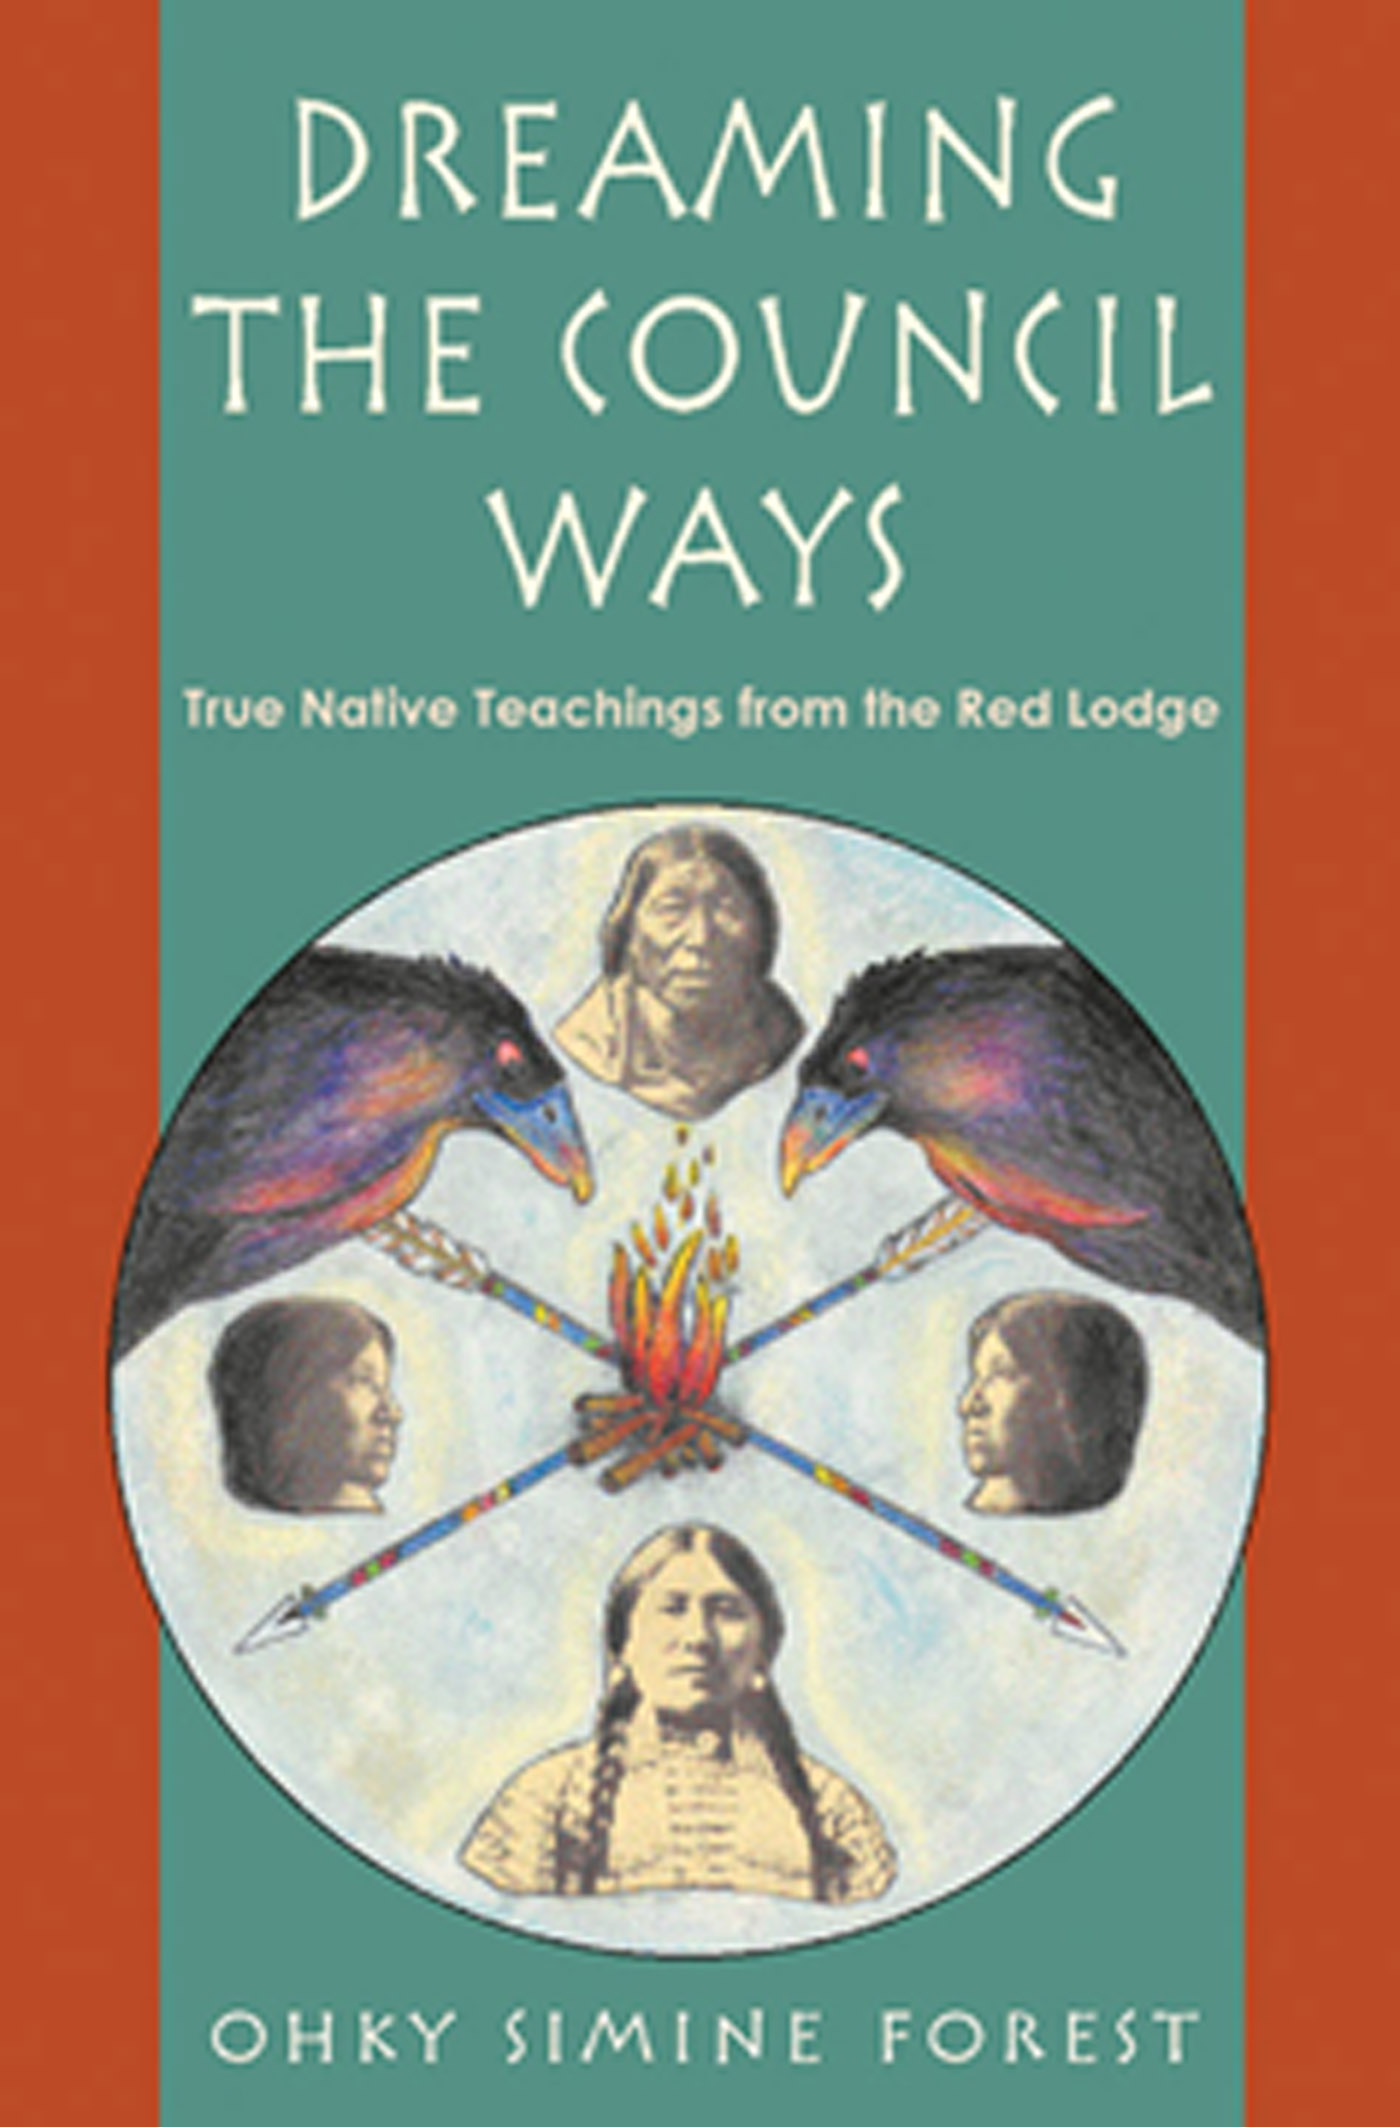 DREAMING
THE COUNCIL
WAYS
True Native Teachings from the Red Lodge
OHKY SIMINE FOREST